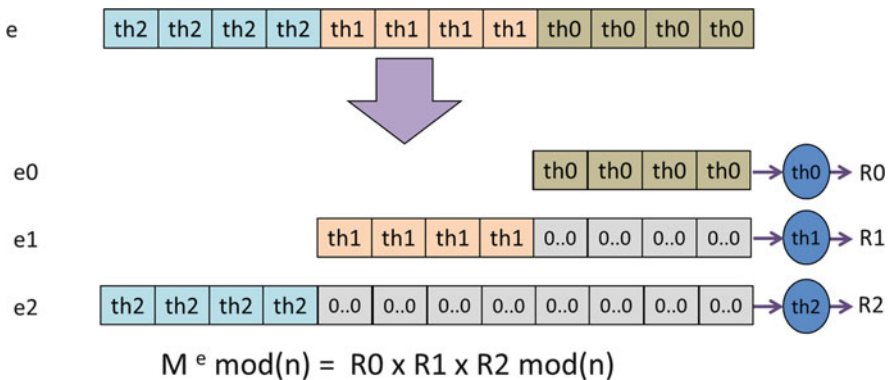 e th2 th2 th2 th2 th1 th1 th1 th1 th0 th0 th0 th0
e0 th0 th0 th0 th0 th0 R0
e1 th1 th1 th1 th1 0..0 0..0 0..0 0..0 th1 R1
e2 th2 th2 th2 th2 0..0 0..0 0..0 0..0 0..0 0..0 0..0 0..0 th2 R2
M ᵉ mod(n) = R0 x R1 x R2 mod(n)